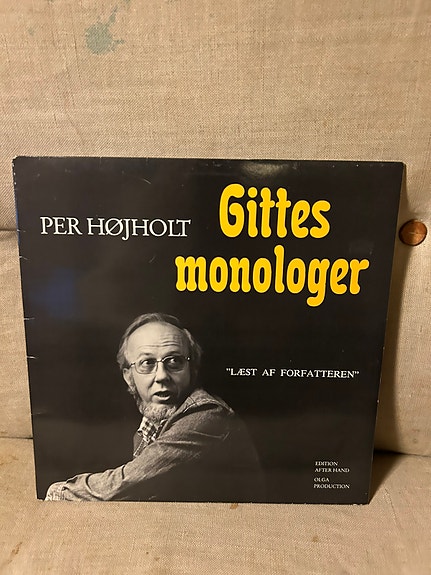 PER HØJHOLT
Gittes
monologer
"LÆST AF FORFATTEREN"
EDITION
AFTER HAND
OLGA
PRODUCTION